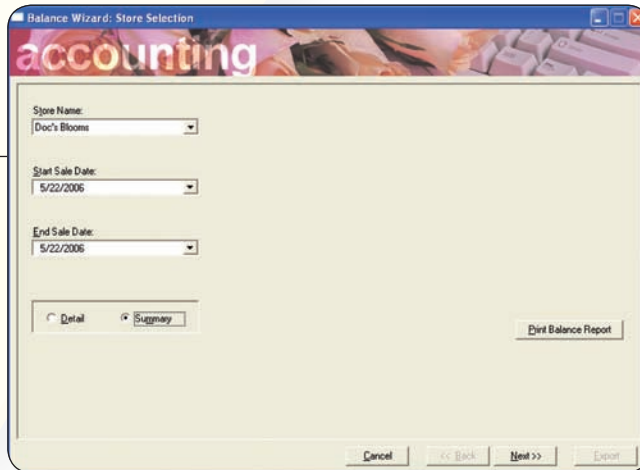 Balance Wizard: Store Selection
accounting
Store Name:
Doc's Blooms
Start Sale Date:
5/22/2006
End Sale Date:
5/22/2006
Detail Summary
Print Balance Report
Cancel << Back Next >> Export